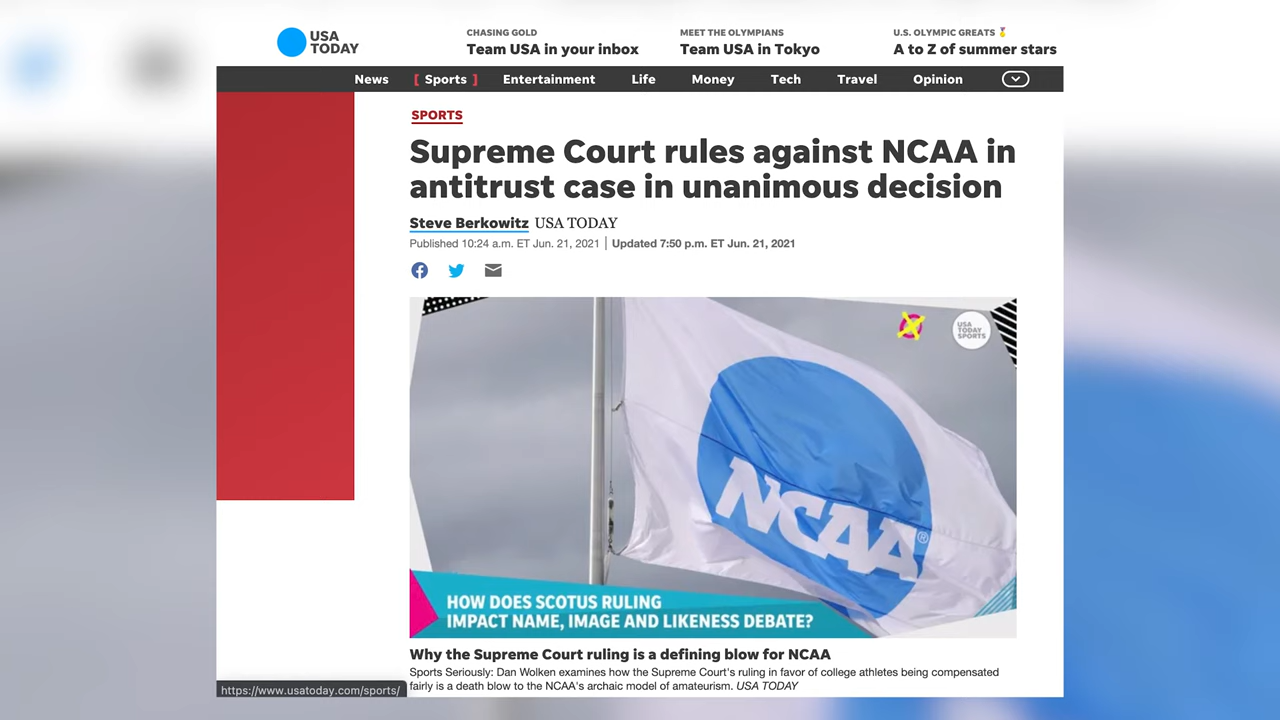 USA
TODAY
CHASING GOLD
Team USA in your inbox
MEET THE OLYMPIANS
Team USA in Tokyo
U.S. OLYMPIC GREATS 🏅
A to Z of summer stars
News [ Sports ] Entertainment Life Money Tech Travel Opinion
SPORTS
Supreme Court rules against NCAA in
antitrust case in unanimous decision
Steve Berkowitz USA TODAY
Published 10:24 a.m. ET Jun. 21, 2021 | Updated 7:50 p.m. ET Jun. 21, 2021
USA
TODAY
SPORTS
NCAA®
HOW DOES SCOTUS RULING
IMPACT NAME, IMAGE AND LIKENESS DEBATE?
Why the Supreme Court ruling is a defining blow for NCAA
Sports Seriously: Dan Wolken examines how the Supreme Court's ruling in favor of college athletes being compensated
fairly is a death blow to the NCAA's archaic model of amateurism. USA TODAY
https://www.usatoday.com/sports/